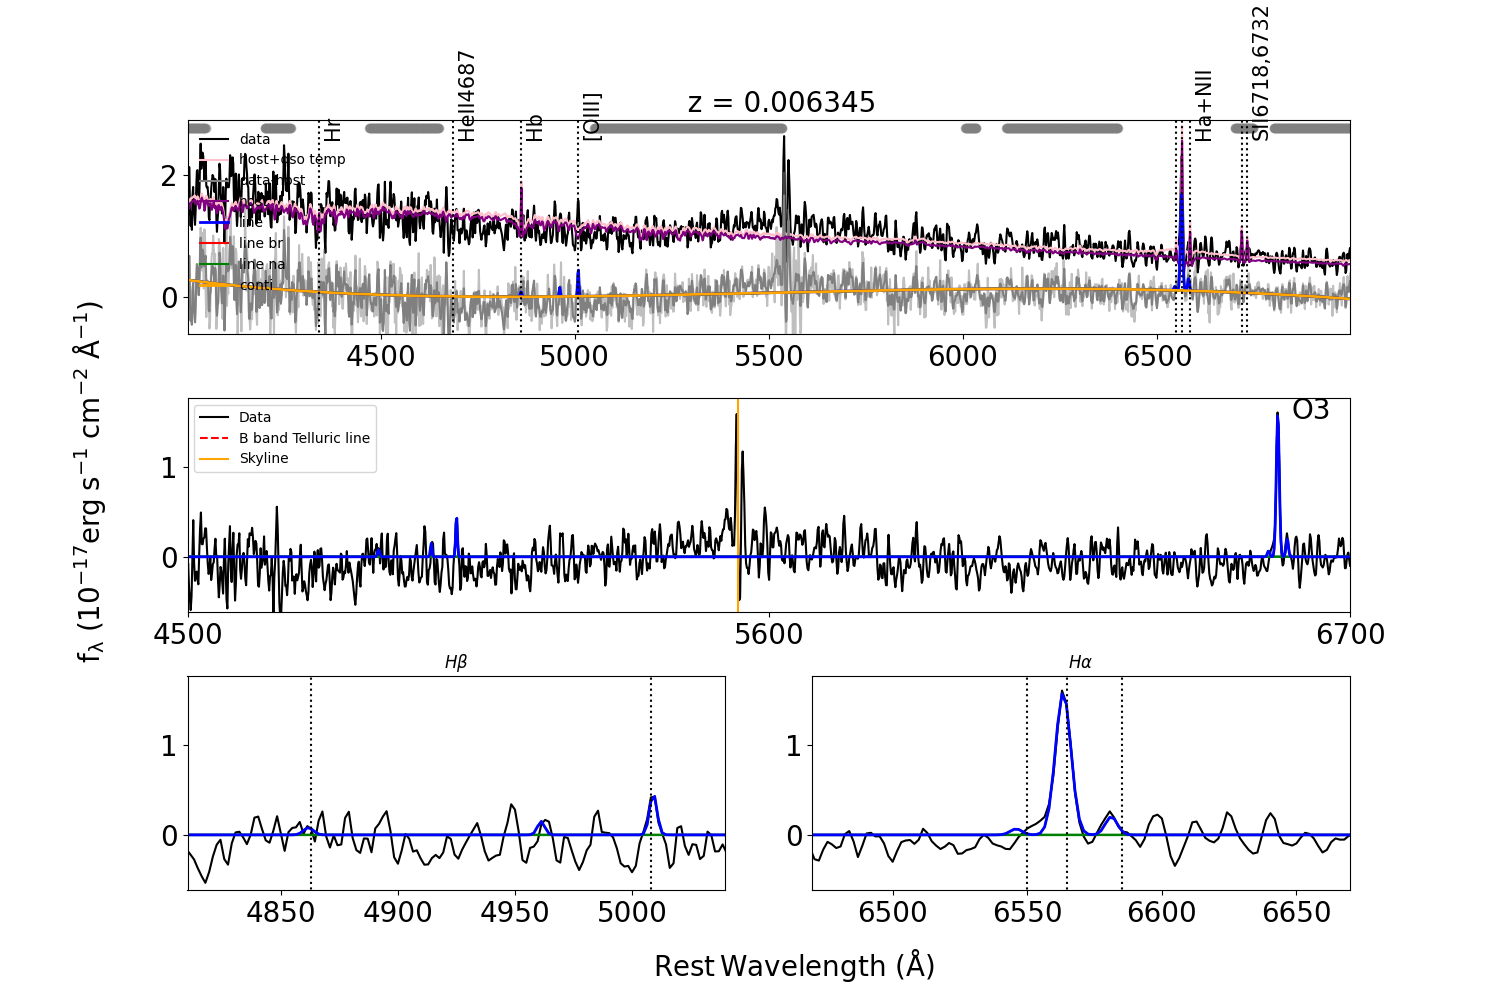 z = 0.006345
Hr
HeII4687
Hb
[OIII]
Ha+NII
SII6718,6732
data
host+qso temp
data-host
line
line br
line na
conti
2
0
4500 5000 5500 6000 6500
Data
B band Telluric line
Skyline
O3
1
0
4500 5600 6700
fλ (10⁻¹⁷erg s⁻¹ cm⁻² Å⁻¹)
Hβ
1
0
4850 4900 4950 5000
Hα
1
0
6500 6550 6600 6650
Rest Wavelength (Å)